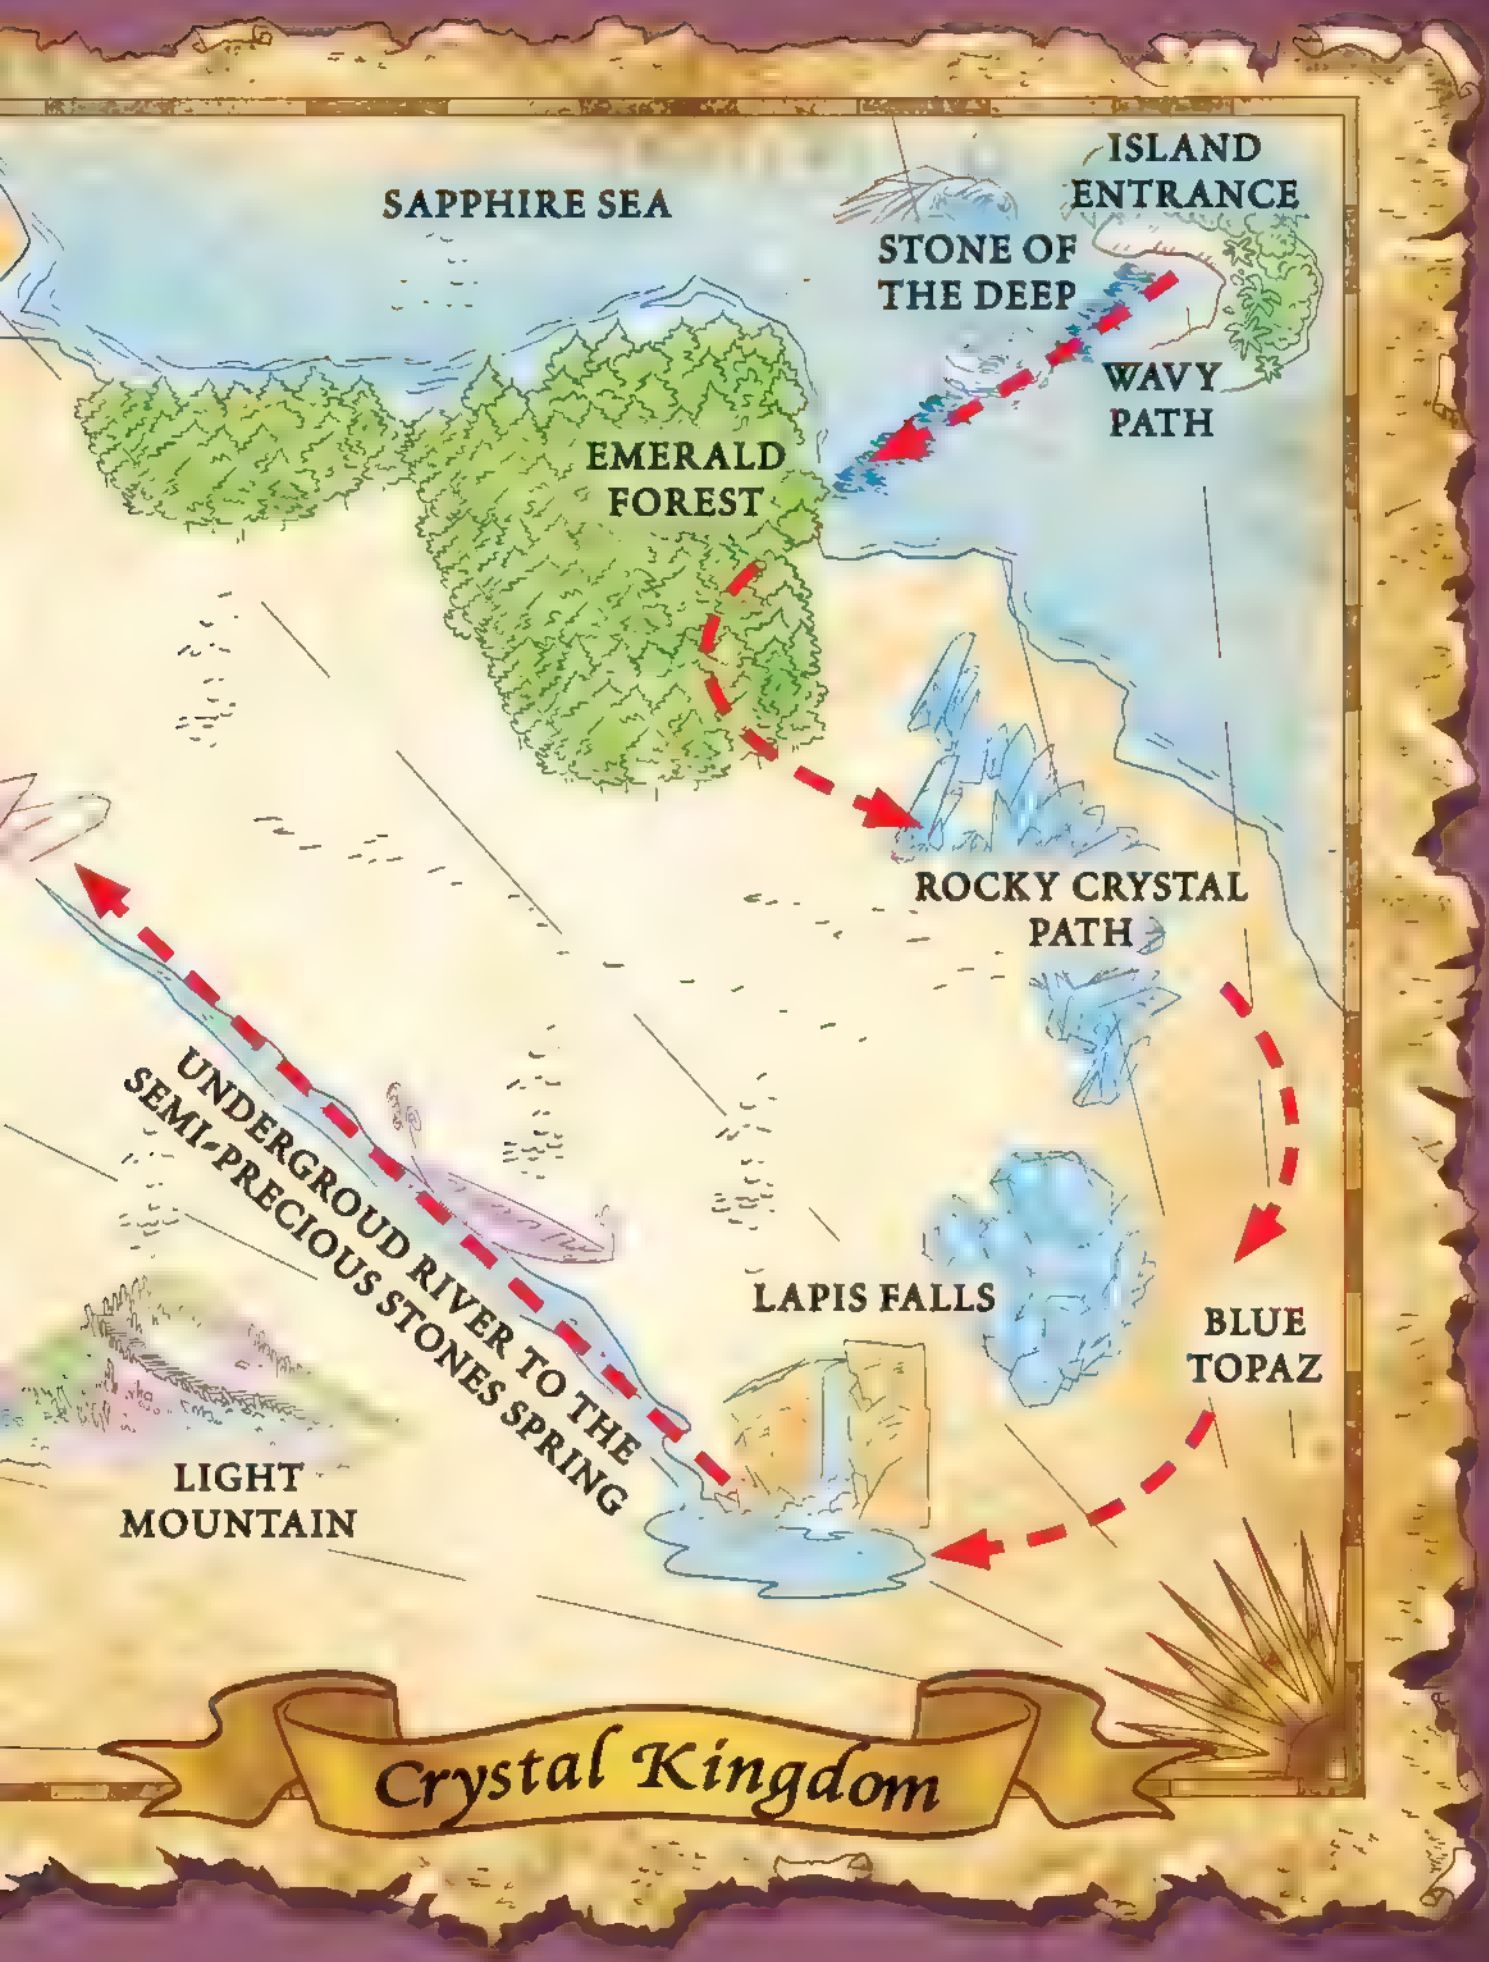 ISLAND
ENTRANCE
SAPPHIRE SEA
STONE OF
THE DEEP
WAVY
PATH
EMERALD
FOREST
ROCKY CRYSTAL
PATH
UNDERGROUD RIVER TO THE
SEMI-PRECIOUS STONES SPRING
LAPIS FALLS
BLUE
TOPAZ
LIGHT
MOUNTAIN
Crystal Kingdom